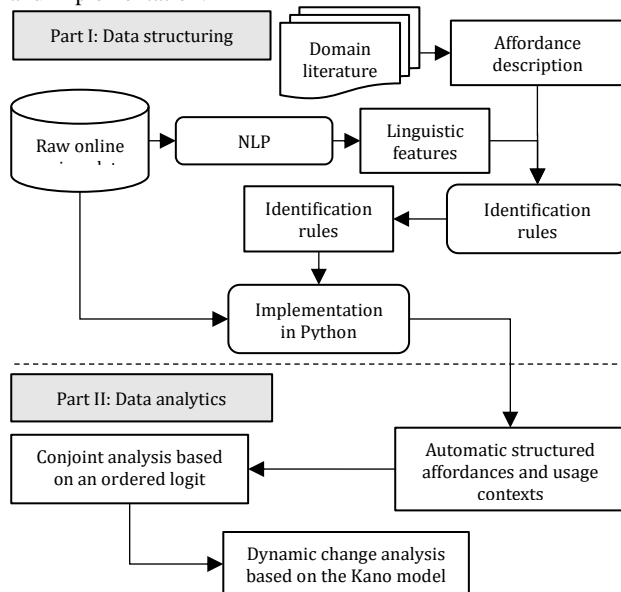 Part I: Data structuring
Domain
literature
Affordance
description
Raw online
NLP
Linguistic
features
Identification
rules
Identification
rules
Implementation
in Python
Part II: Data analytics
Conjoint analysis based
on an ordered logit
Automatic structured
affordances and usage
contexts
Dynamic change analysis
based on the Kano model